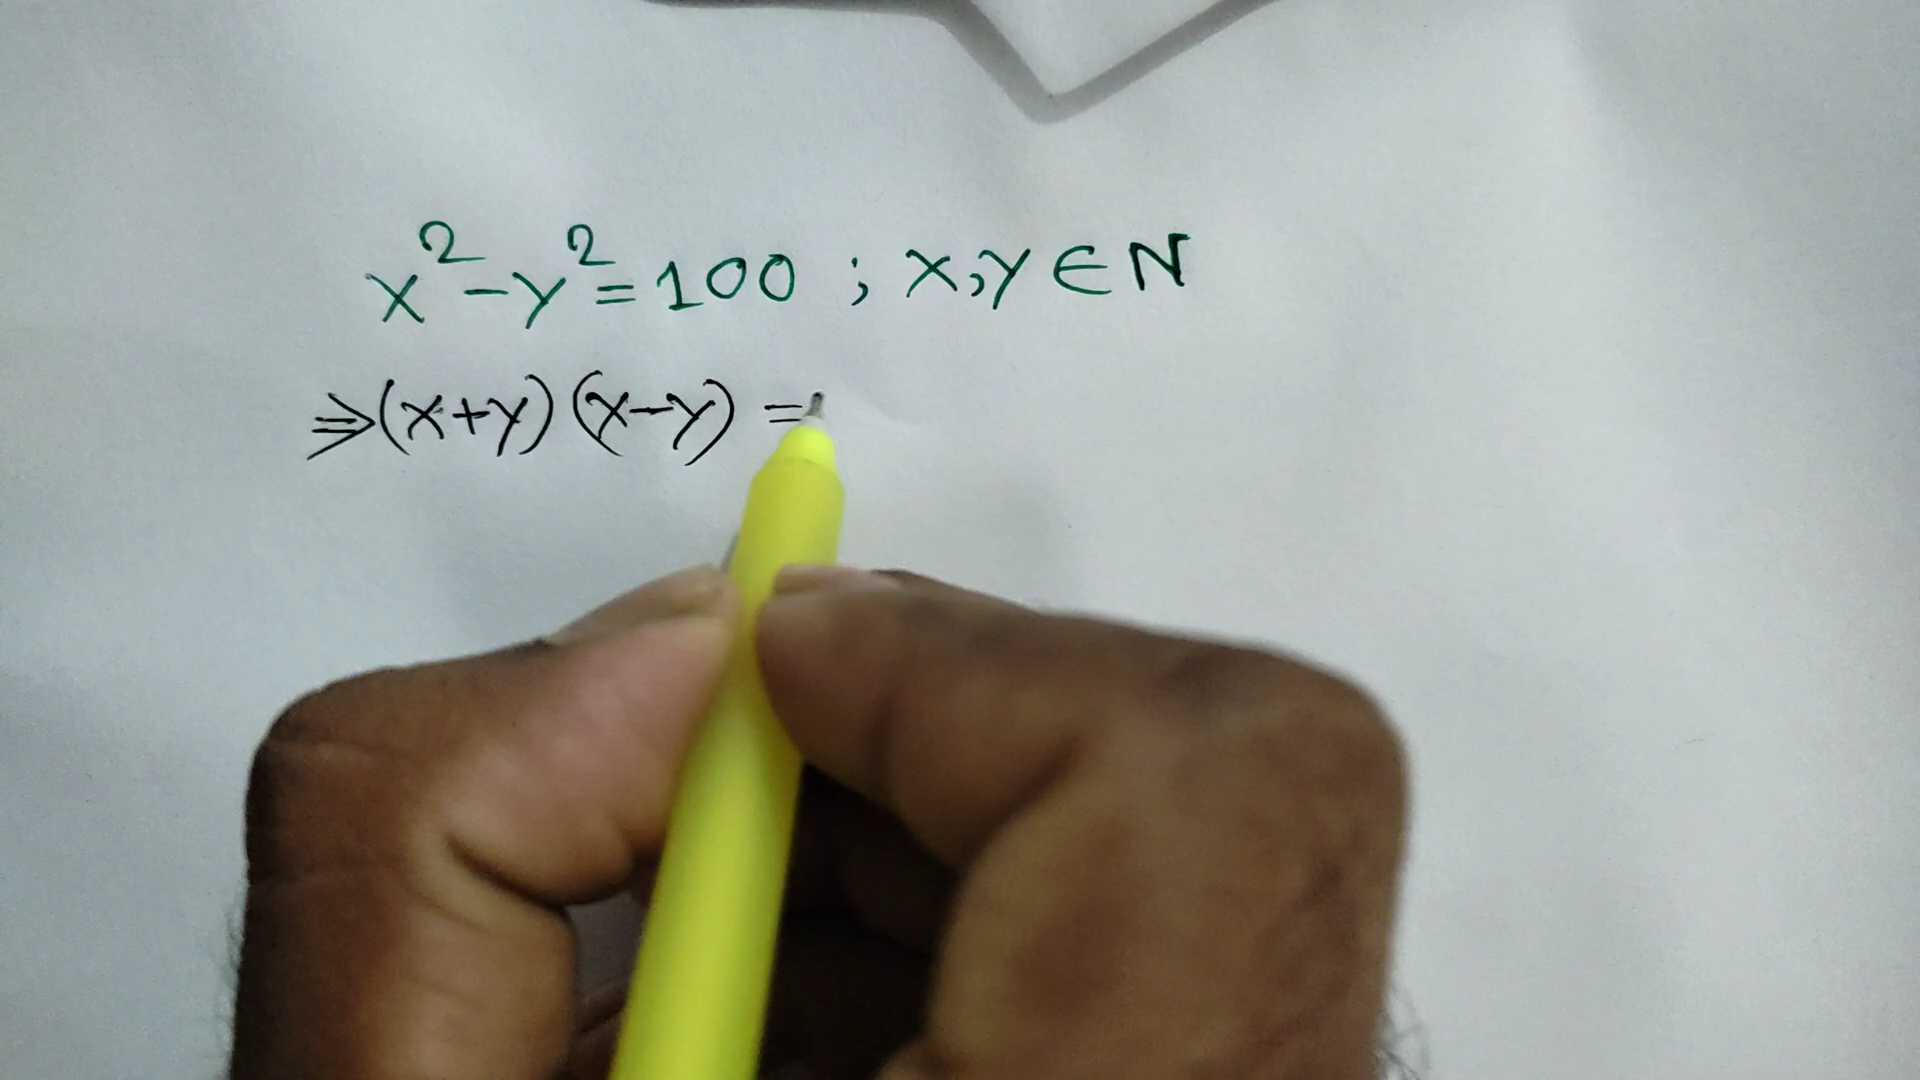 x²-y²=100 ; x,y ∈ N
⇒(x+y)(x-y) =